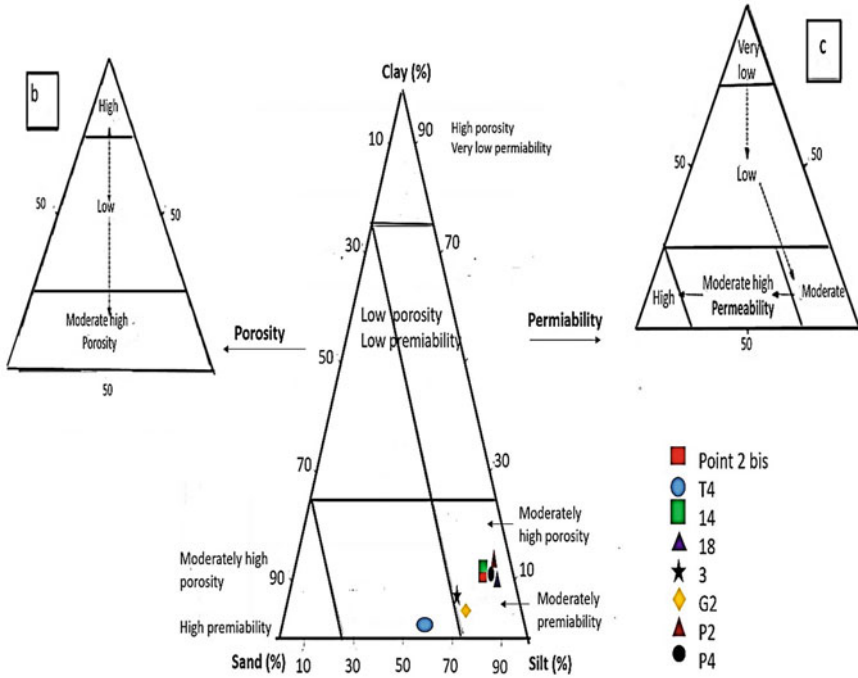 b
High
Low
50
50
Moderate high
Porosity
50
Clay (%)
10
90
High porosity
Very low permiability
30
70
Low porosity
Low premiability
Porosity
Permiability
50
70
30
Moderately high
porosity
Moderately high
porosity
90
10
Moderately
premiability
High premiability
Sand (%)
10
30
50
70
90
Silt (%)
c
Very
low
50
50
Low
High
Moderate high
Permeability
Moderate
50
Point 2 bis
T4
14
18
3
G2
P2
P4